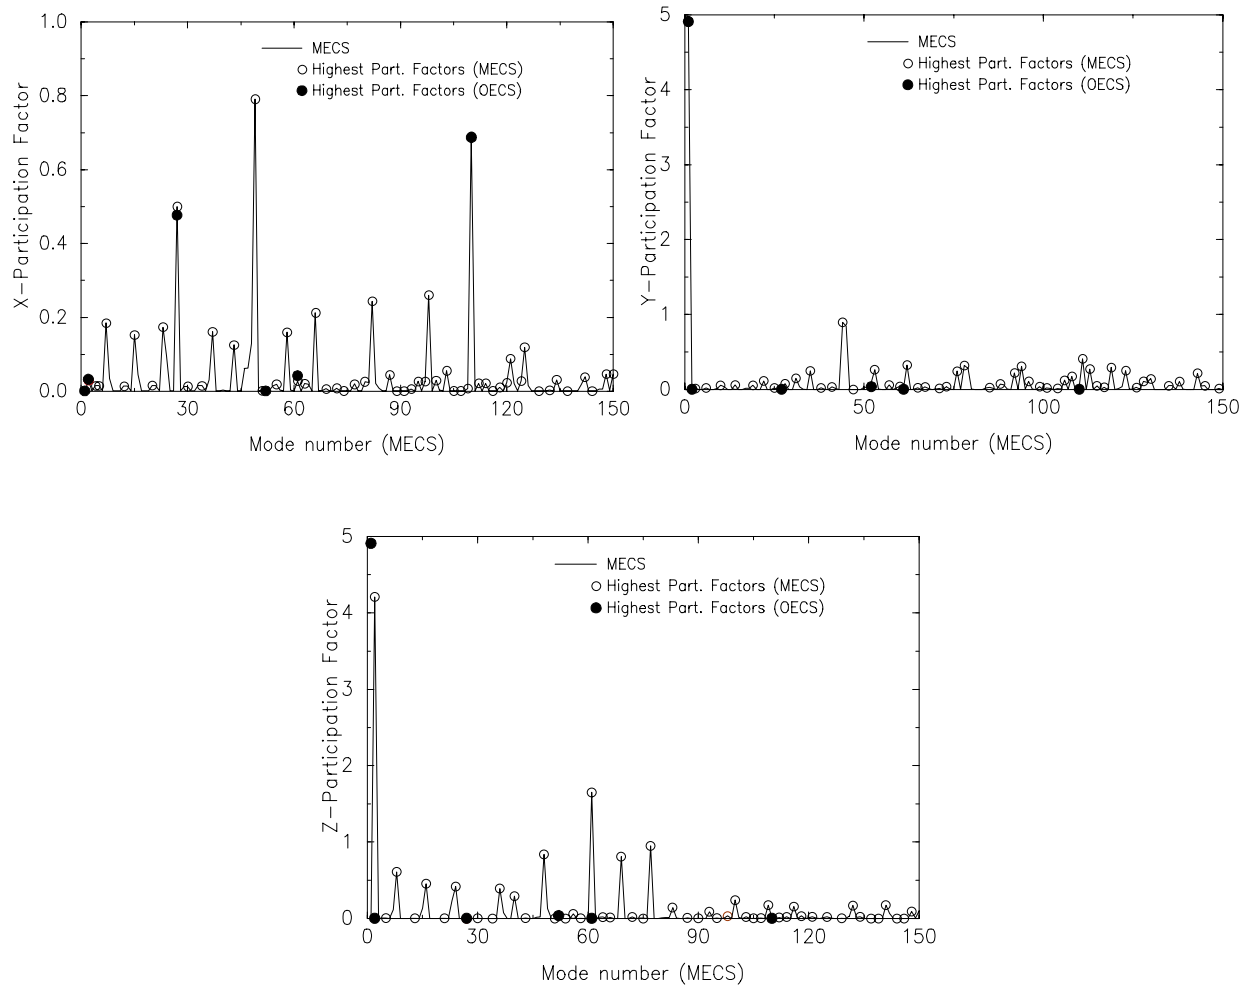 1.0
0.8
0.6
0.4
0.2
0.0
X-Participation Factor
MECS
Highest Part. Factors (MECS)
Highest Part. Factors (OECS)
0 30 60 90 120 150
Mode number (MECS)
5
4
3
2
1
0
Y-Participation Factor
MECS
Highest Part. Factors (MECS)
Highest Part. Factors (OECS)
0 50 100 150
Mode number (MECS)
5
4
3
2
1
0
Z-Participation Factor
MECS
Highest Part. Factors (MECS)
Highest Part. Factors (OECS)
0 30 60 90 120 150
Mode number (MECS)